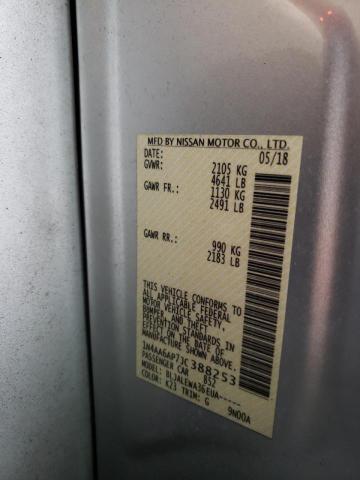 MFD BY NISSAN MOTOR CO., LTD.
DATE: 05/18
GVWR: 2105 KG
4641 LB
GAWR FR.: 1130 KG
2491 LB
GAWR RR.: 990 KG
2183 LB
THIS VEHICLE CONFORMS TO
ALL APPLICABLE FEDERAL
MOTOR VEHICLE SAFETY,
BUMPER, AND THEFT
PREVENTION STANDARDS
IN EFFECT ON THE DATE OF
MANUFACTURE SHOWN ABOVE.
1N4AA6AP7JC388253
PASSENGER CAR 852
MODEL: BLJALEWA36EUA-----
COLOR: K23 TRIM: G 9N00A